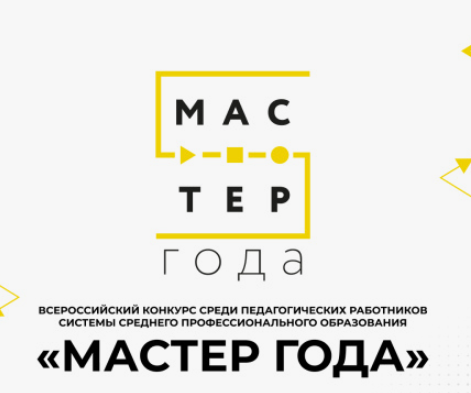 МАС
ТЕР
года
ВСЕРОССИЙСКИЙ КОНКУРС СРЕДИ ПЕДАГОГИЧЕСКИХ РАБОТНИКОВ
СИСТЕМЫ СРЕДНЕГО ПРОФЕССИОНАЛЬНОГО ОБРАЗОВАНИЯ
«МАСТЕР ГОДА»